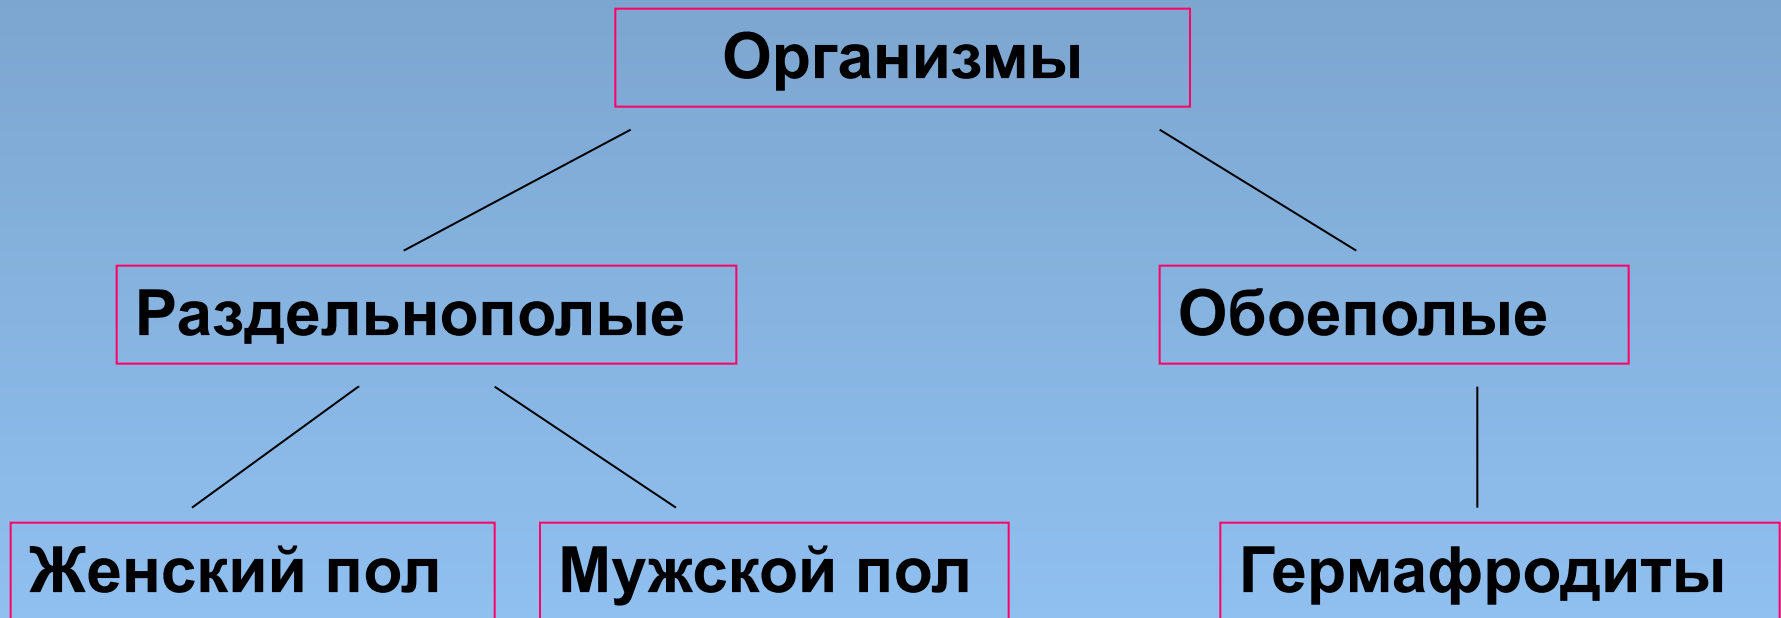 Организмы
Раздельнополые
Обоеполые
Женский пол
Мужской пол
Гермафродиты